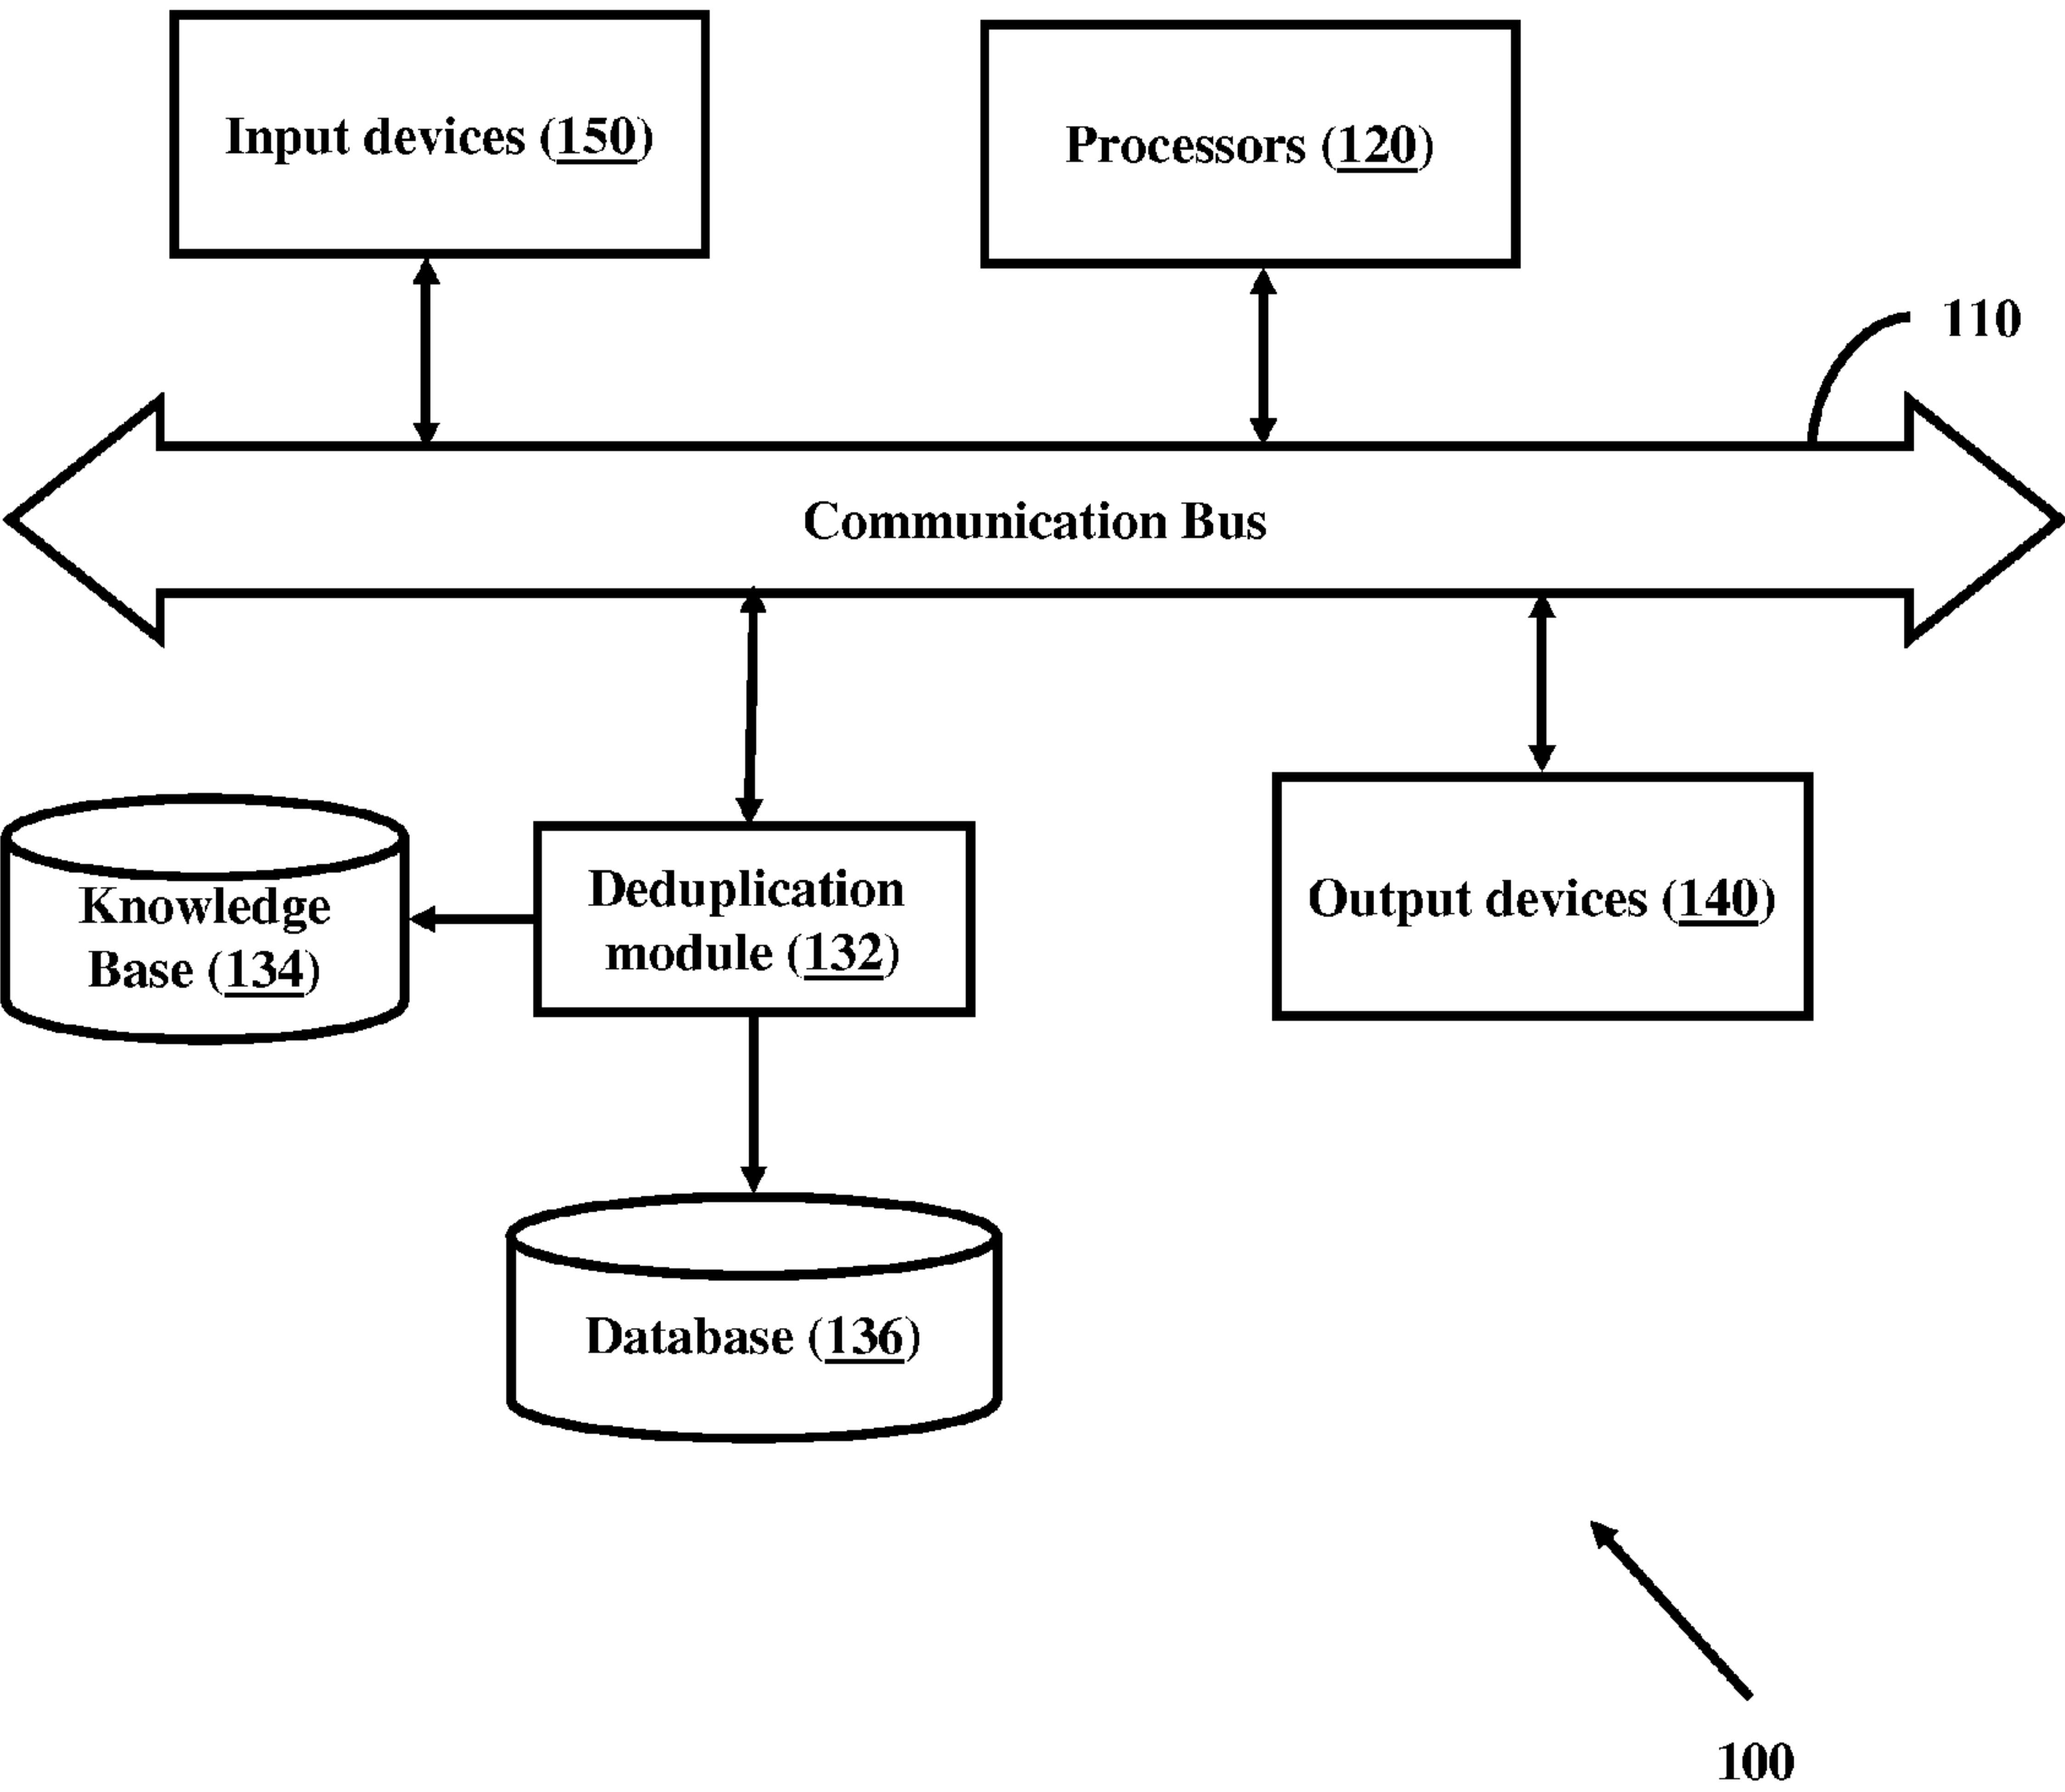 Input devices (150)
Processors (120)
110
Communication Bus
Knowledge
Base (134)
Deduplication
module (132)
Output devices (140)
Database (136)
100